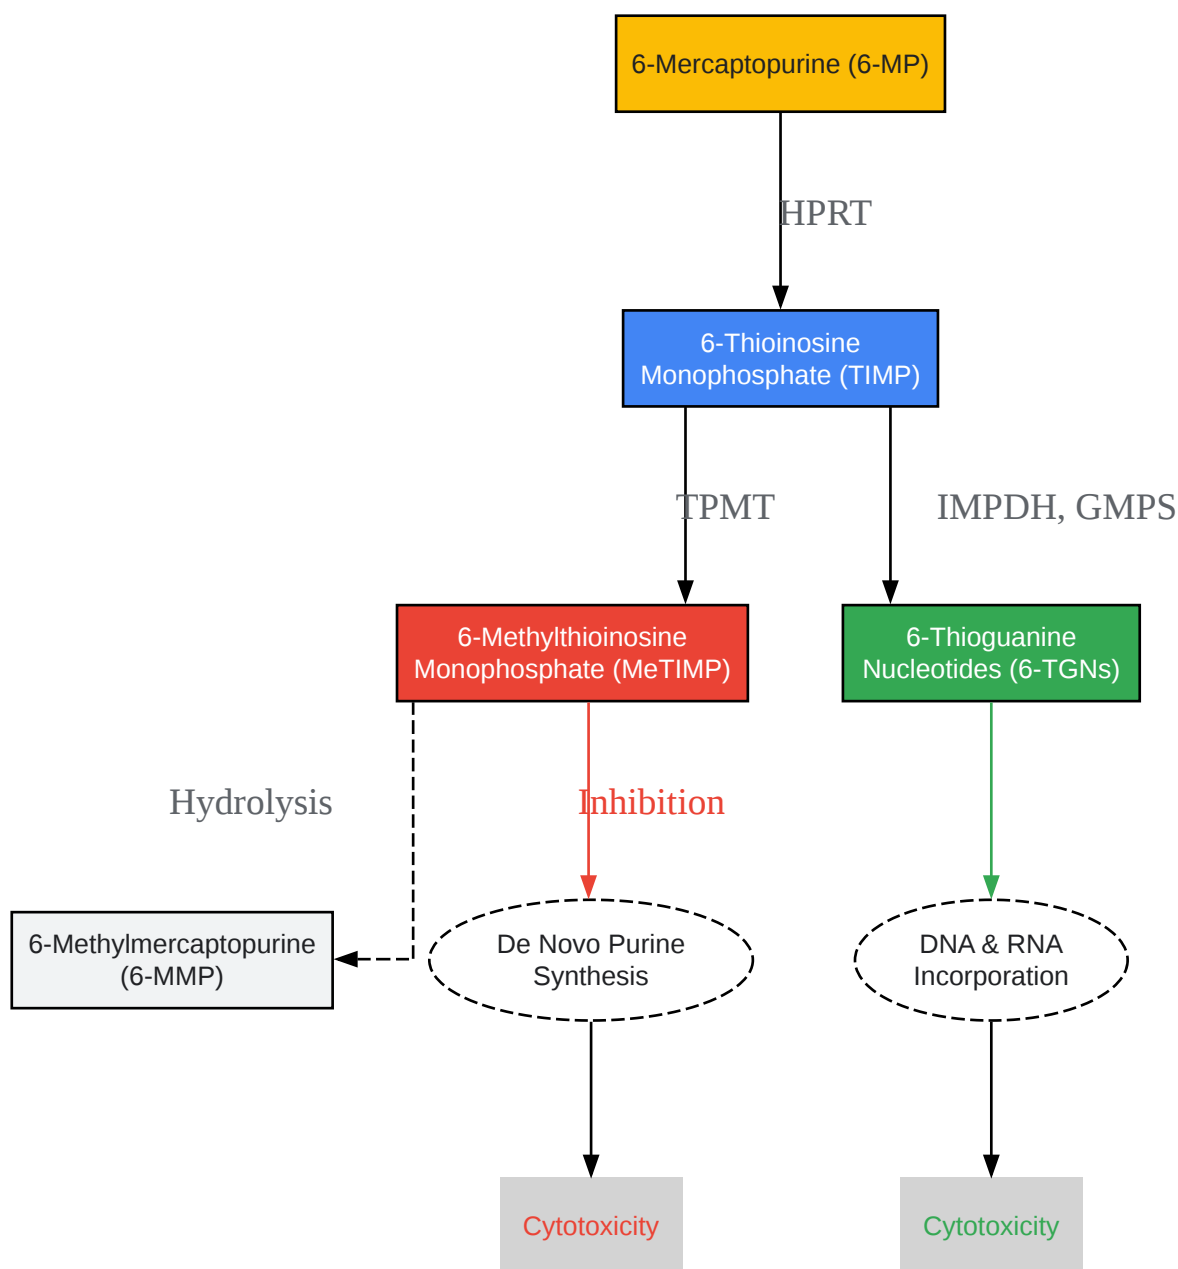 6-Mercaptopurine (6-MP)
HPRT
6-Thioinosine
Monophosphate (TIMP)
TPMT
IMPDH, GMPS
6-Methylthioinosine
Monophosphate (MeTIMP)
6-Thioguanine
Nucleotides (6-TGNs)
Hydrolysis
Inhibition
6-Methylmercaptopurine
(6-MMP)
De Novo Purine
Synthesis
DNA & RNA
Incorporation
Cytotoxicity
Cytotoxicity